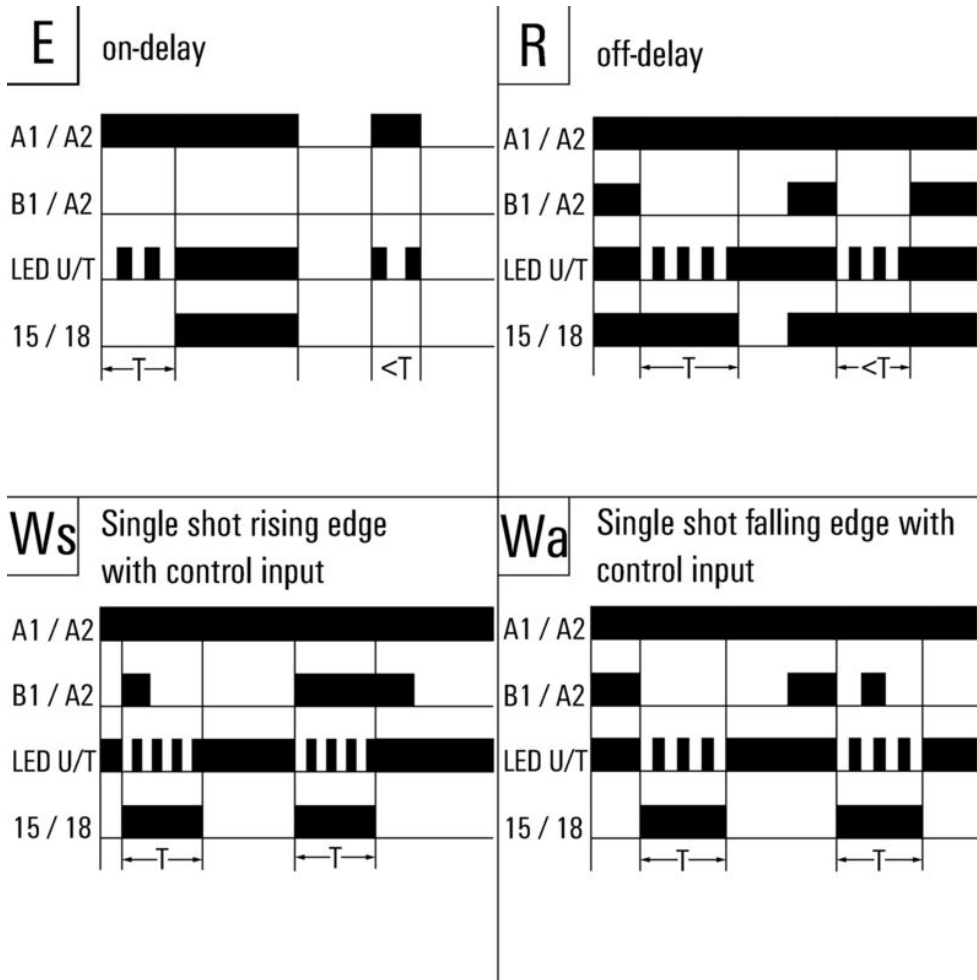 E
on-delay
A1 / A2
B1 / A2
LED U/T
15 / 18
T
<T
R
off-delay
A1 / A2
B1 / A2
LED U/T
15 / 18
T
<T
Ws
Single shot rising edge
with control input
A1 / A2
B1 / A2
LED U/T
15 / 18
T
T
Wa
Single shot falling edge with
control input
A1 / A2
B1 / A2
LED U/T
15 / 18
T
T